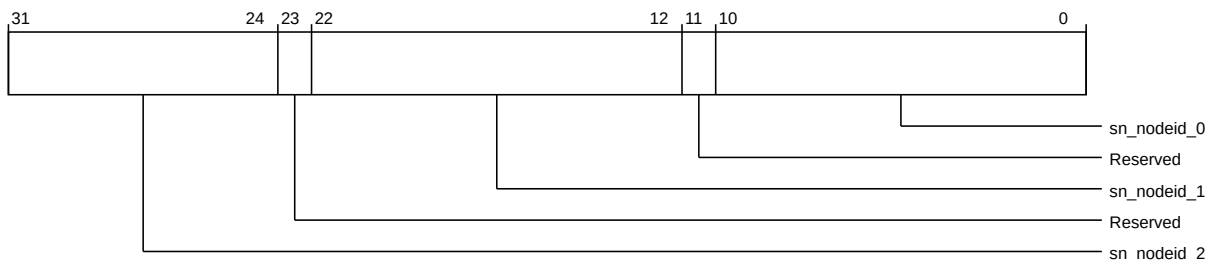 31 24 23 22 12 11 10 0
sn_nodeid_0
Reserved
sn_nodeid_1
Reserved
sn_nodeid_2